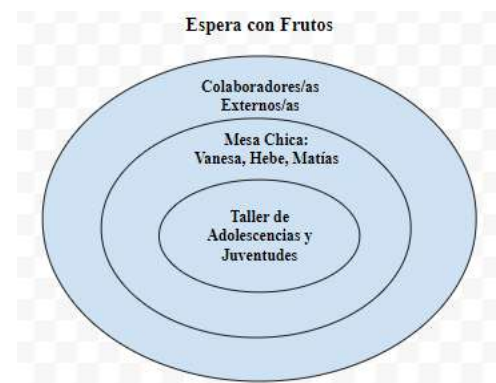 Espera con Frutos
Colaboradores/as
Externos/as
Mesa Chica:
Vanesa, Hebe, Matías
Taller de
Adolescencias y
Juventudes